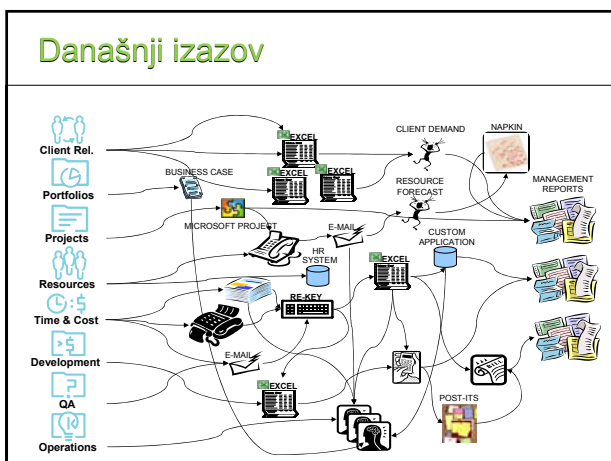 Današnji izazov
Client Rel.
Portfolios
Projects
Resources
Time & Cost
Development
QA
Operations
BUSINESS CASE
MICROSOFT PROJECT
EXCEL
EXCEL
EXCEL
CLIENT DEMAND
NAPKIN
RESOURCE
FORECAST
MANAGEMENT
REPORTS
E-MAIL
HR
SYSTEM
CUSTOM
APPLICATION
EXCEL
RE-KEY
E-MAIL
EXCEL
POST-ITS